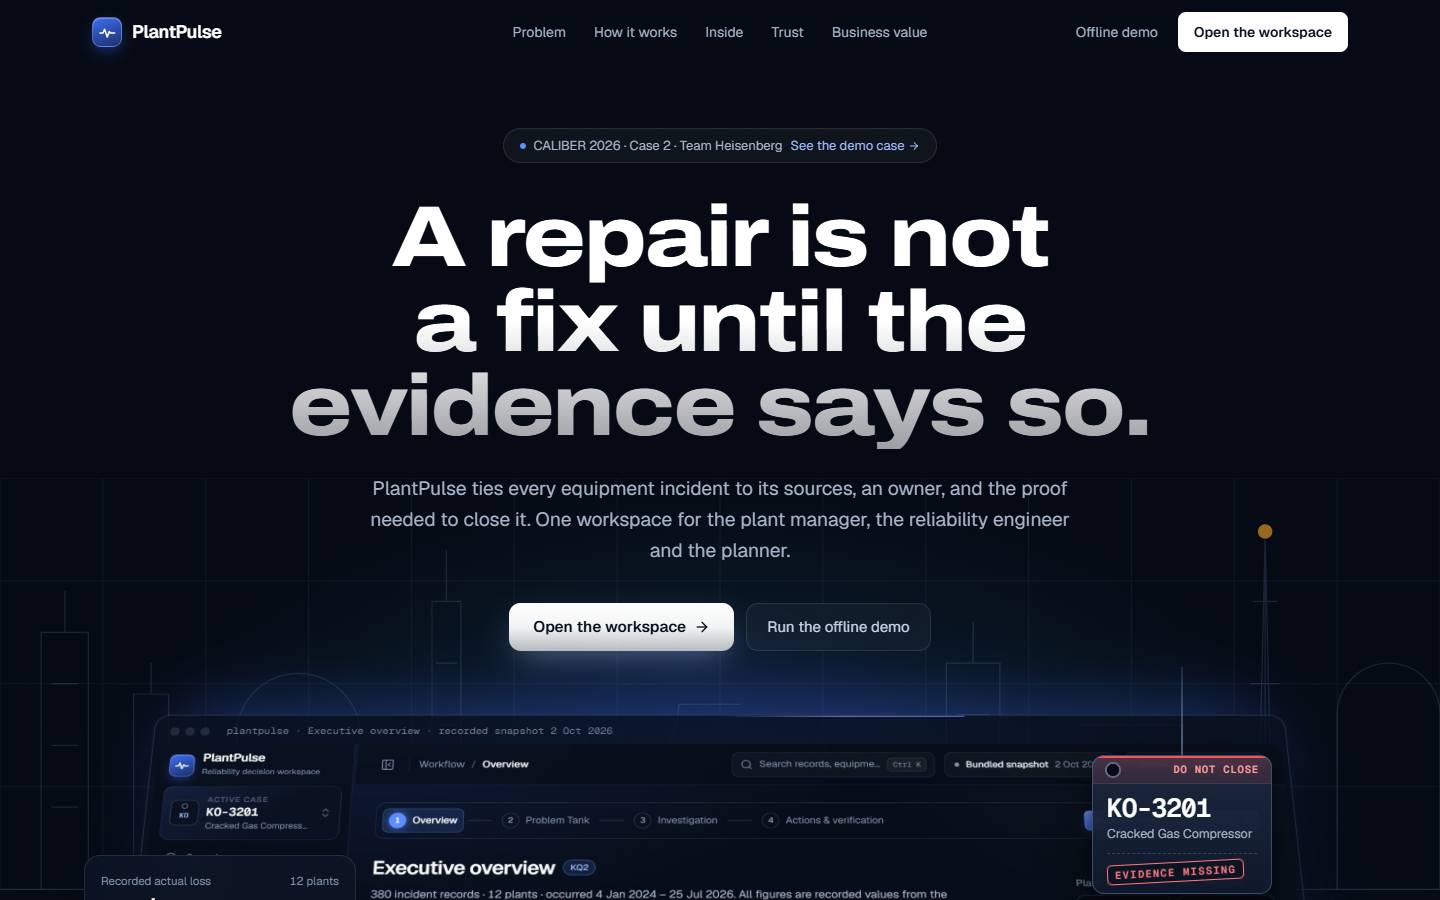 PlantPulse
Problem
How it works
Inside
Trust
Business value
Offline demo
Open the workspace
CALIBER 2026 · Case 2 · Team Heisenberg See the demo case →
A repair is not
a fix until the
evidence says so.
PlantPulse ties every equipment incident to its sources, an owner, and the proof
needed to close it. One workspace for the plant manager, the reliability engineer
and the planner.
Open the workspace →
Run the offline demo
plantpulse · Executive overview · recorded snapshot 2 Oct 2026
PlantPulse
Reliability decision workspace
Workflow / Overview
Search records, equipme... Ctrl K
Bundled snapshot 2 Oct 20
ACTIVE CASE
KO
KO-3201
Cracked Gas Compress...
1 Overview
2 Problem Tank
3 Investigation
4 Actions & verification
Executive overview KQ2
380 incident records · 12 plants · occurred 4 Jan 2024 – 25 Jul 2026. All figures are recorded values from the
DO NOT CLOSE
KO-3201
Cracked Gas Compressor
EVIDENCE MISSING
Recorded actual loss
12 plants